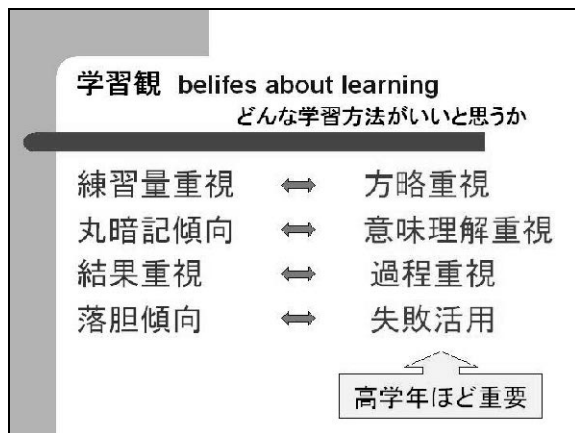 学習観 belifes about learning
どんな学習方法がいいと思うか
練習量重視 ⇔ 方略重視
丸暗記傾向 ⇔ 意味理解重視
結果重視 ⇔ 過程重視
落胆傾向 ⇔ 失敗活用
高学年ほど重要